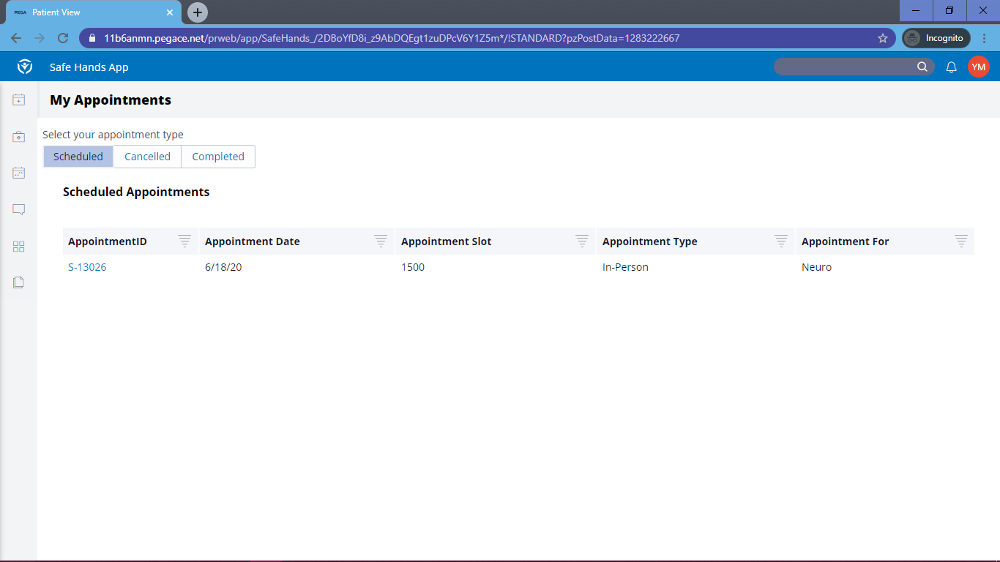 PEGA Patient View
11b6anmn.pegace.net/prweb/app/SafeHands_/2DBoYfD8i_z9AbDQEgt1zuDPcV6Y1Z5m*/!STANDARD?pzPostData=1283222667
Incognito
Safe Hands App
YM
My Appointments
Select your appointment type
Scheduled Cancelled Completed
Scheduled Appointments
AppointmentID Appointment Date Appointment Slot Appointment Type Appointment For
S-13026 6/18/20 1500 In-Person Neuro